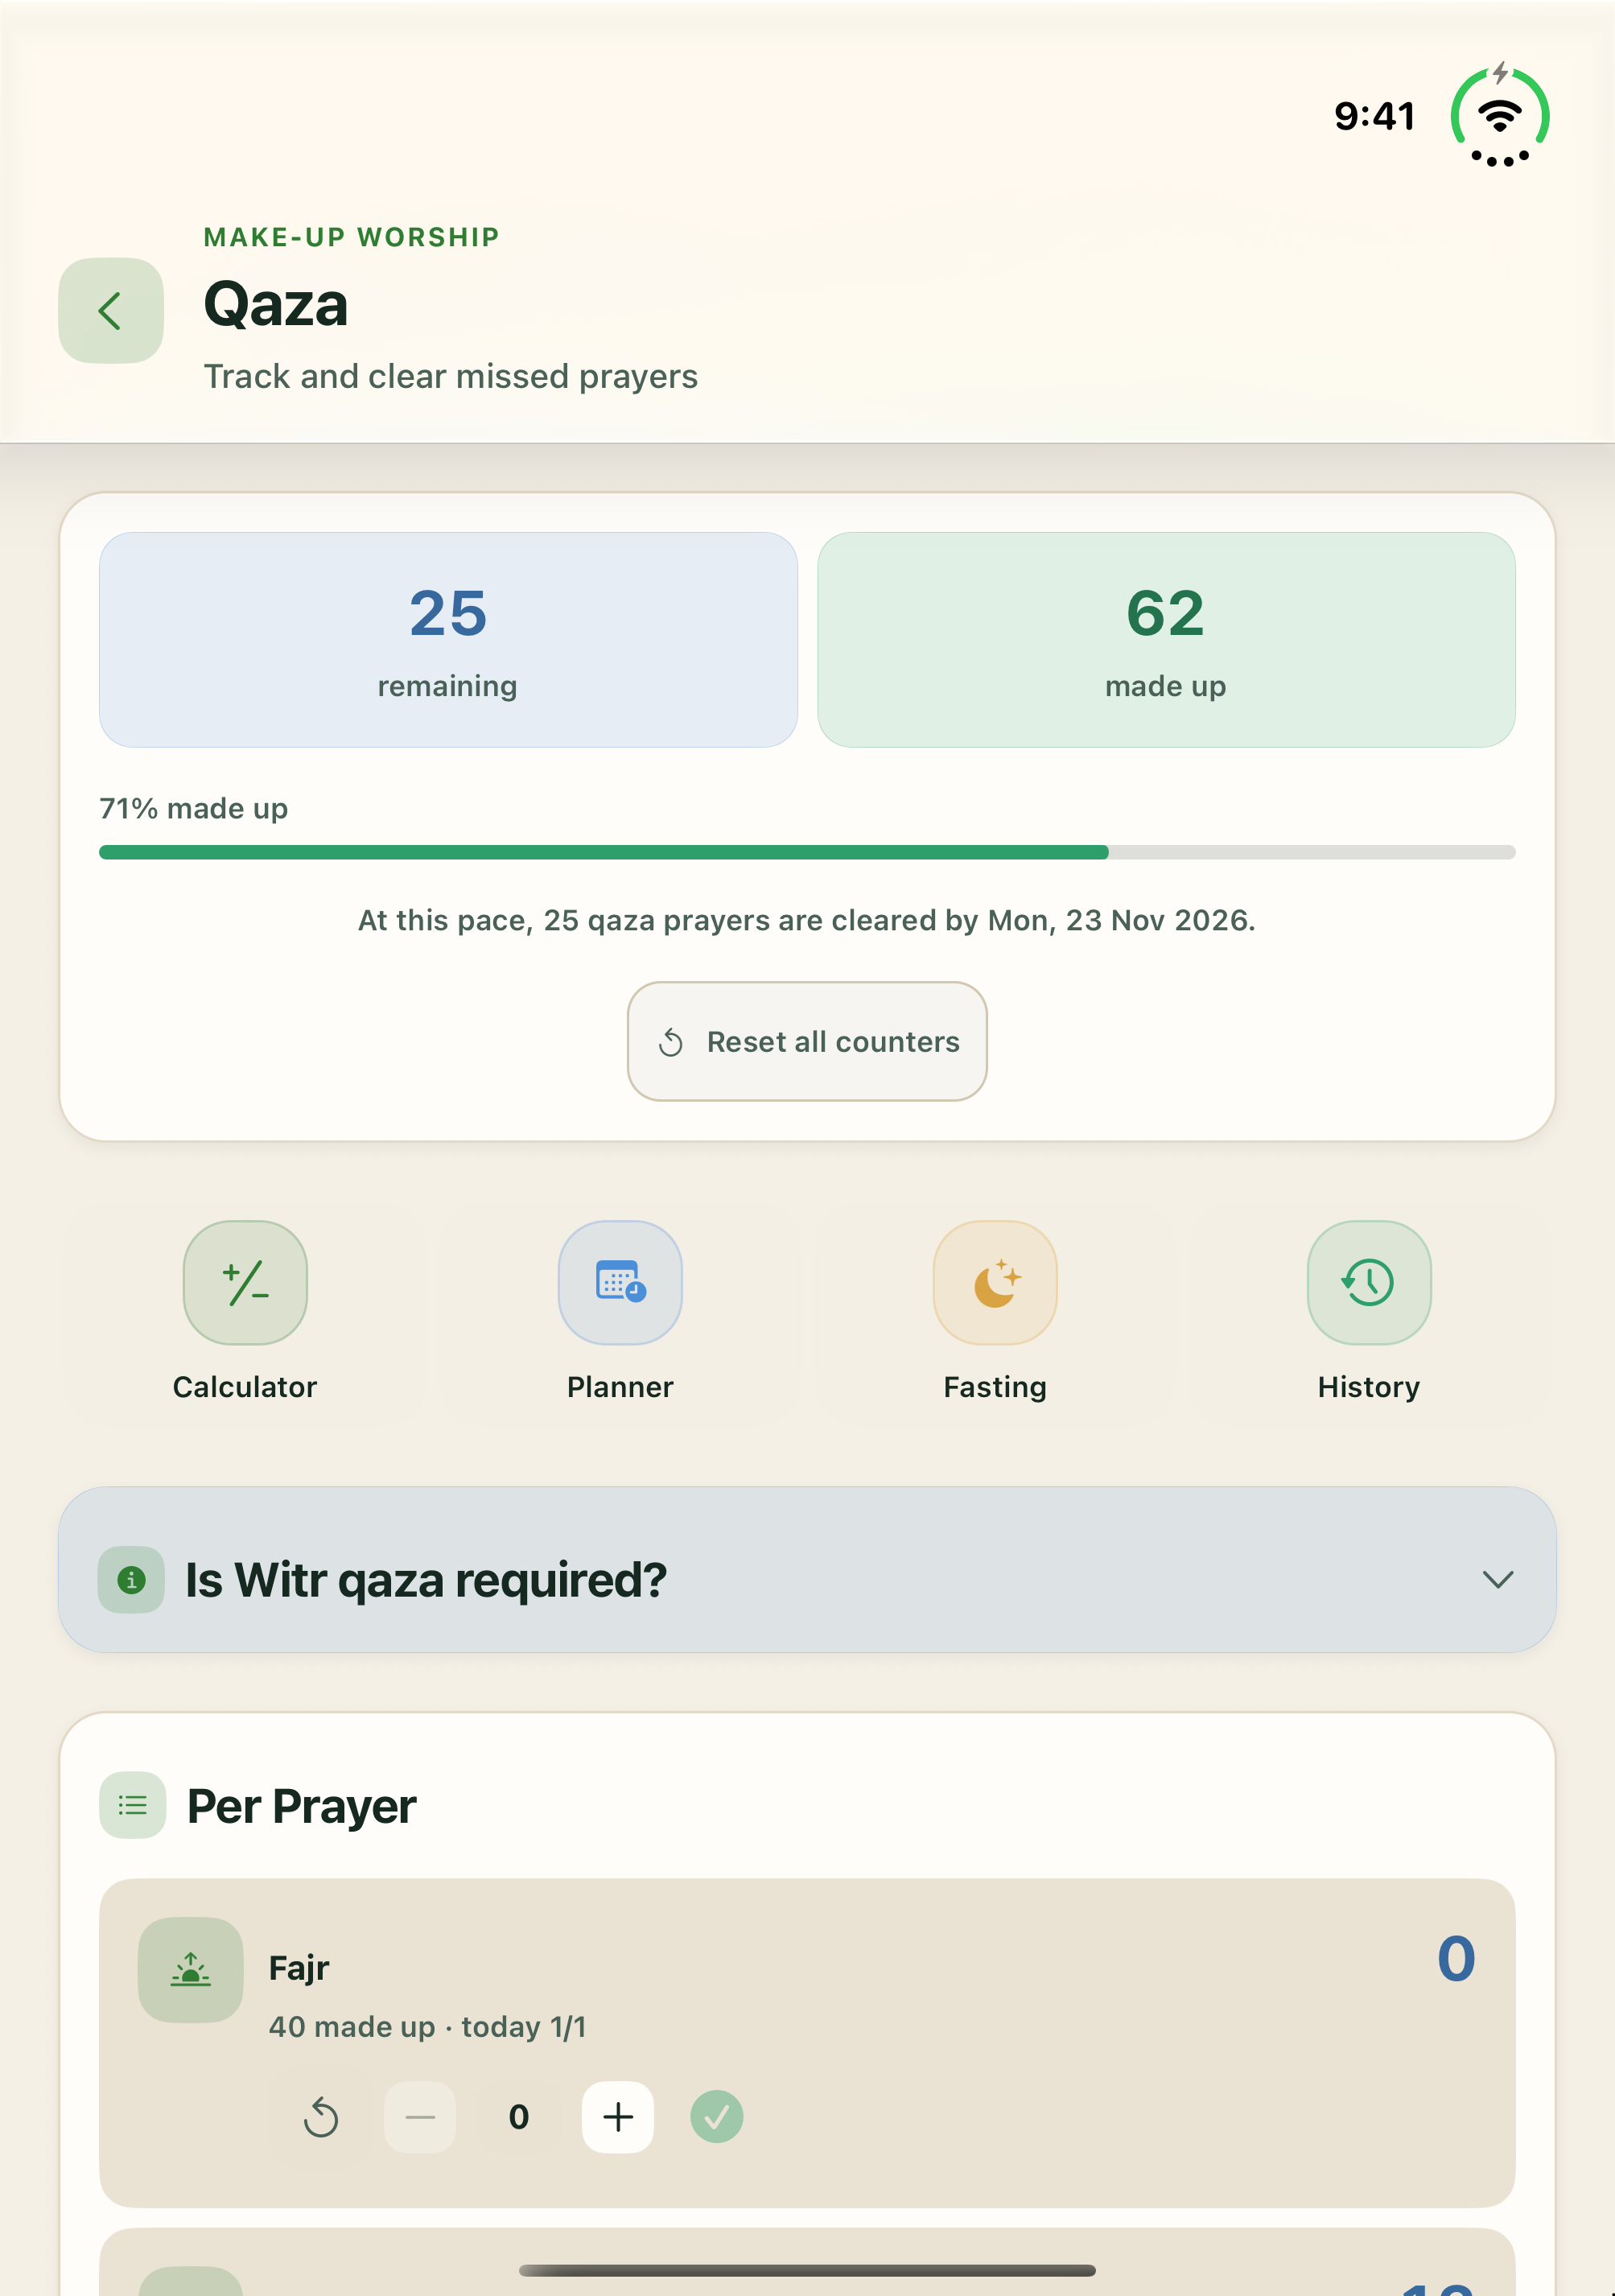 9:41
MAKE-UP WORSHIP
Qaza
Track and clear missed prayers
25
remaining
62
made up
71% made up
At this pace, 25 qaza prayers are cleared by Mon, 23 Nov 2026.
Reset all counters
Calculator
Planner
Fasting
History
Is Witr qaza required?
Per Prayer
Fajr
0
40 made up · today 1/1
0